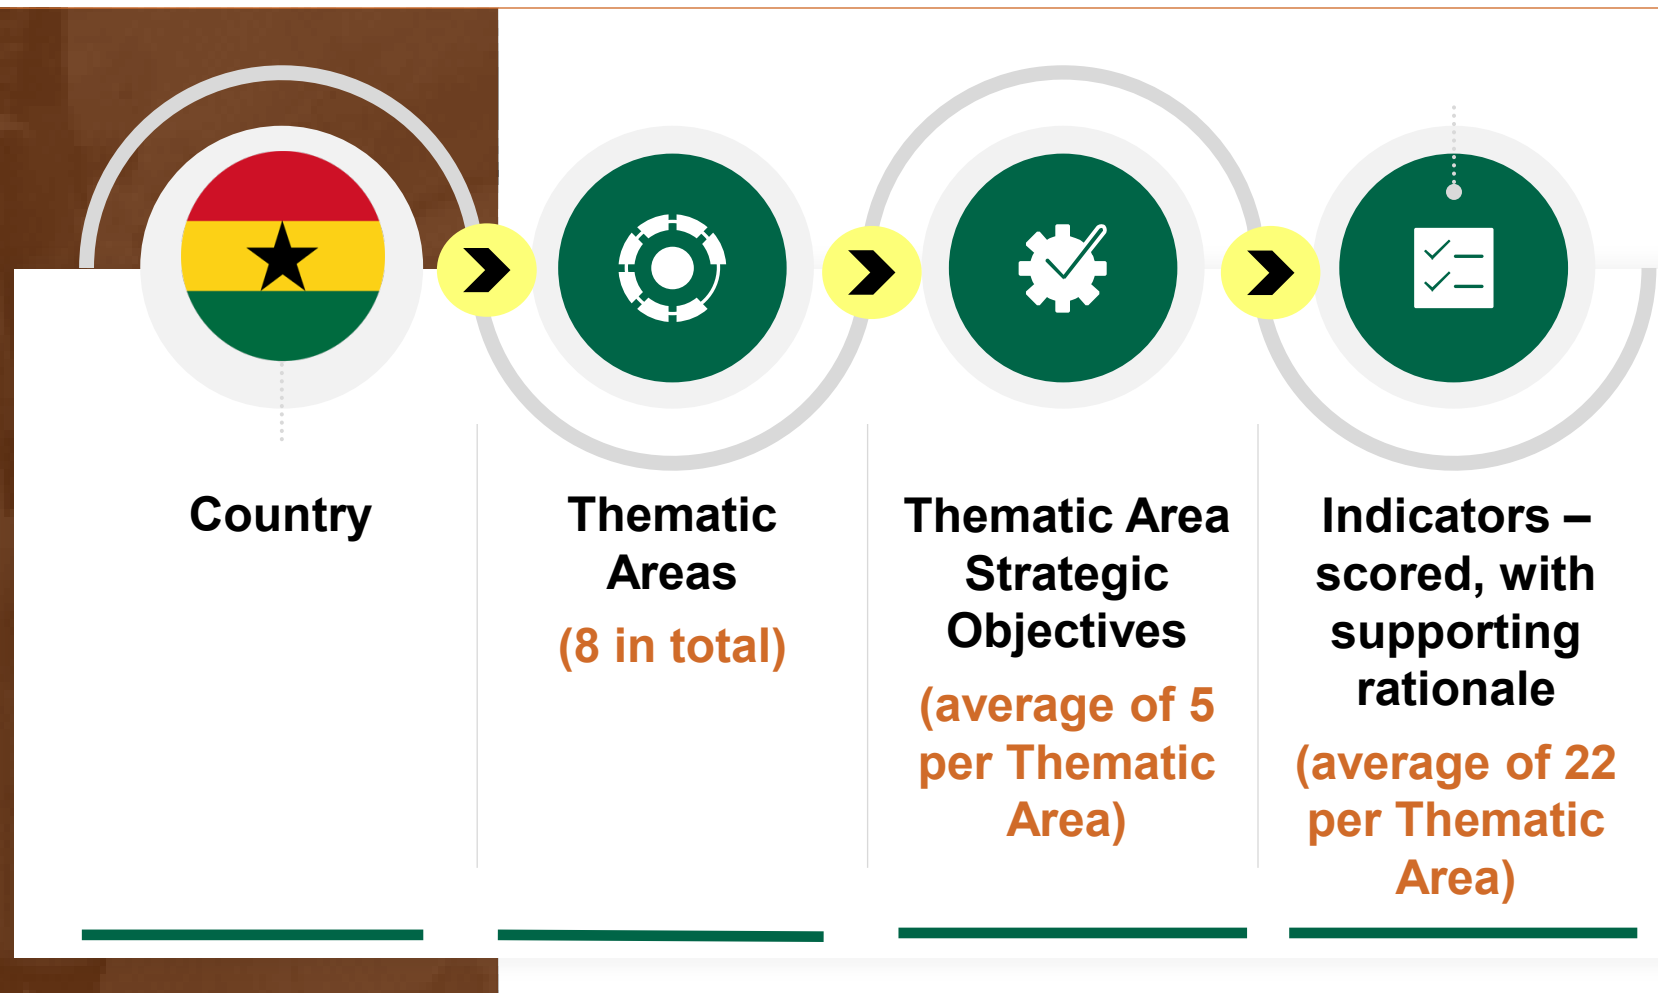 Country
Thematic
Areas
(8 in total)
Thematic Area
Strategic
Objectives
(average of 5
per Thematic
Area)
Indicators –
scored, with
supporting
rationale
(average of 22
per Thematic
Area)